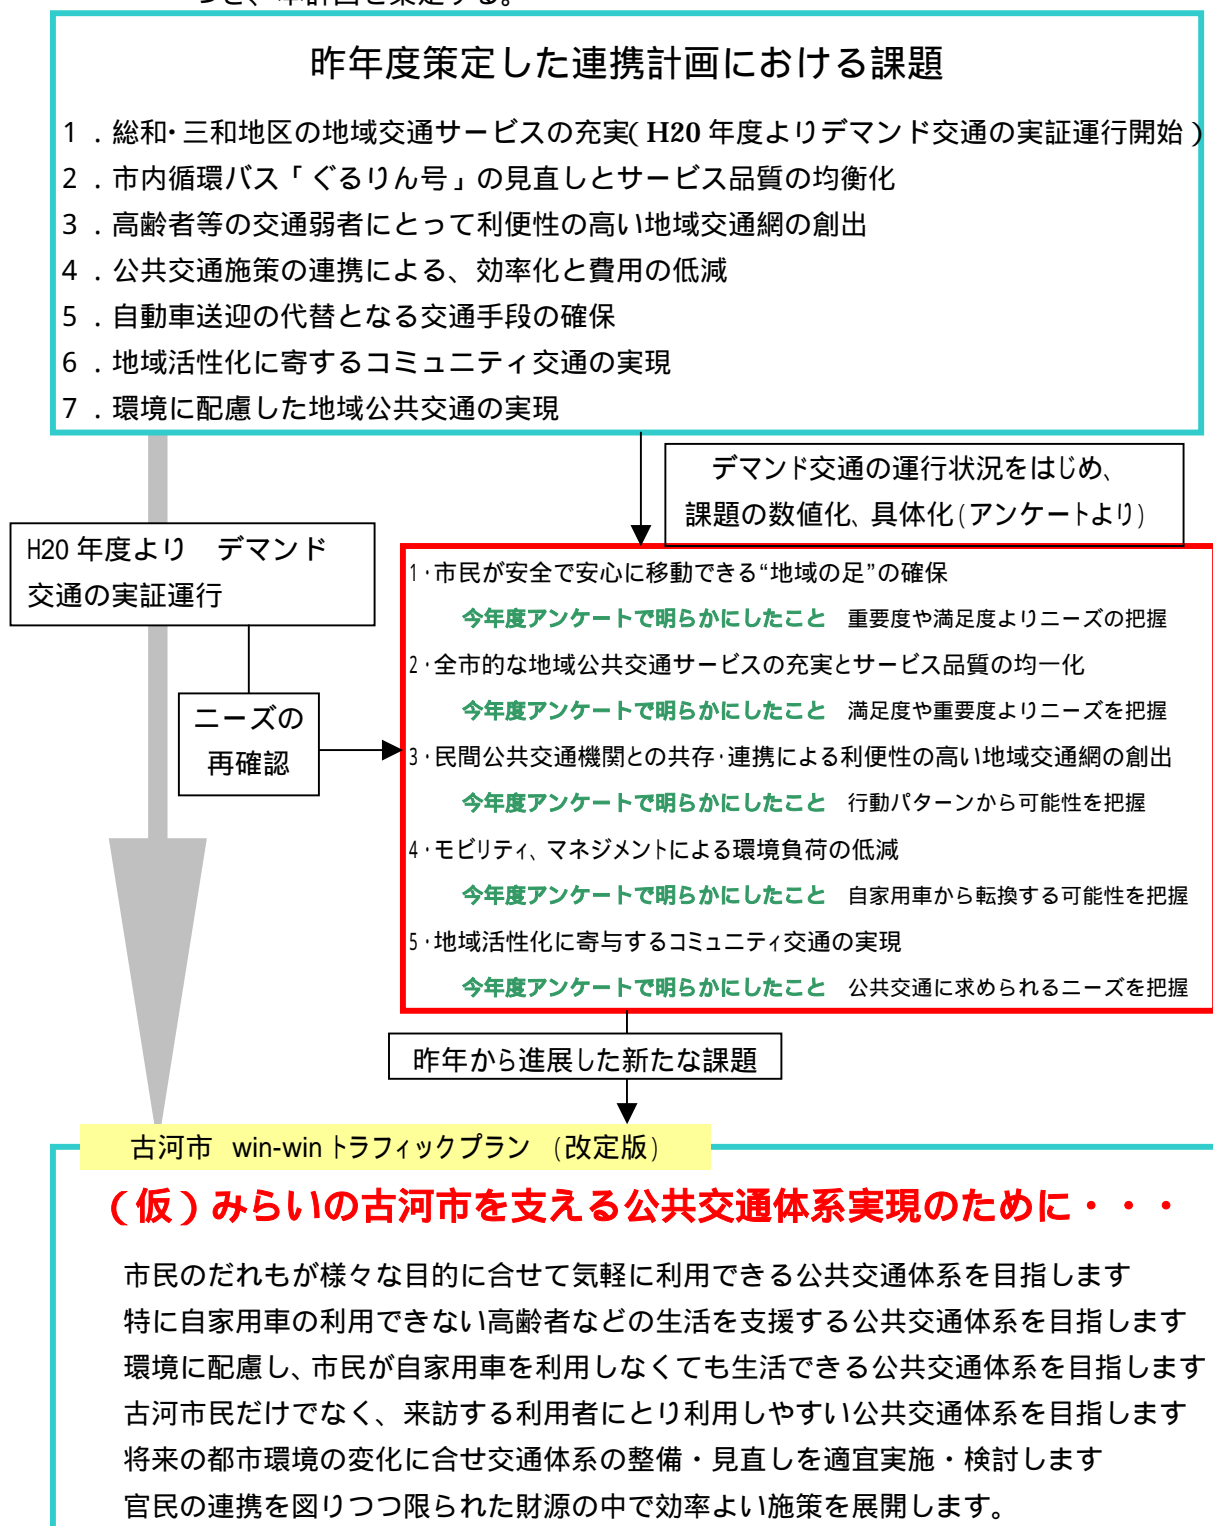 つき、本計画を策定する。
昨年度策定した連携計画における課題
1．総和・三和地区の地域交通サービスの充実（H20年度よりデマンド交通の実証運行開始）
2．市内循環バス「ぐるりん号」の見直しとサービス品質の均衡化
3．高齢者等の交通弱者にとって利便性の高い地域交通網の創出
4．公共交通施策の連携による、効率化と費用の低減
5．自動車送迎の代替となる交通手段の確保
6．地域活性化に寄するコミュニティ交通の実現
7．環境に配慮した地域公共交通の実現
デマンド交通の運行状況をはじめ、
課題の数値化、具体化（アンケートより）
H20年度より　デマンド
交通の実証運行
ニーズの
再確認
1・市民が安全で安心に移動できる“地域の足”の確保
今年度アンケートで明らかにしたこと　重要度や満足度よりニーズの把握
2・全市的な地域公共交通サービスの充実とサービス品質の均一化
今年度アンケートで明らかにしたこと　満足度や重要度よりニーズを把握
3・民間公共交通機関との共存・連携による利便性の高い地域交通網の創出
今年度アンケートで明らかにしたこと　行動パターンから可能性を把握
4・モビリティ、マネジメントによる環境負荷の低減
今年度アンケートで明らかにしたこと　自家用車から転換する可能性を把握
5・地域活性化に寄与するコミュニティ交通の実現
今年度アンケートで明らかにしたこと　公共交通に求められるニーズを把握
昨年から進展した新たな課題
古河市　win-winトラフィックプラン　（改定版）
（仮）みらいの古河市を支える公共交通体系実現のために・・・
市民のだれもが様々な目的に合せて気軽に利用できる公共交通体系を目指します
特に自家用車の利用できない高齢者などの生活を支援する公共交通体系を目指します
環境に配慮し、市民が自家用車を利用しなくても生活できる公共交通体系を目指します
古河市民だけでなく、来訪する利用者にとり利用しやすい公共交通体系を目指します
将来の都市環境の変化に合せ交通体系の整備・見直しを適宜実施・検討します
官民の連携を図りつつ限られた財源の中で効率よい施策を展開します。